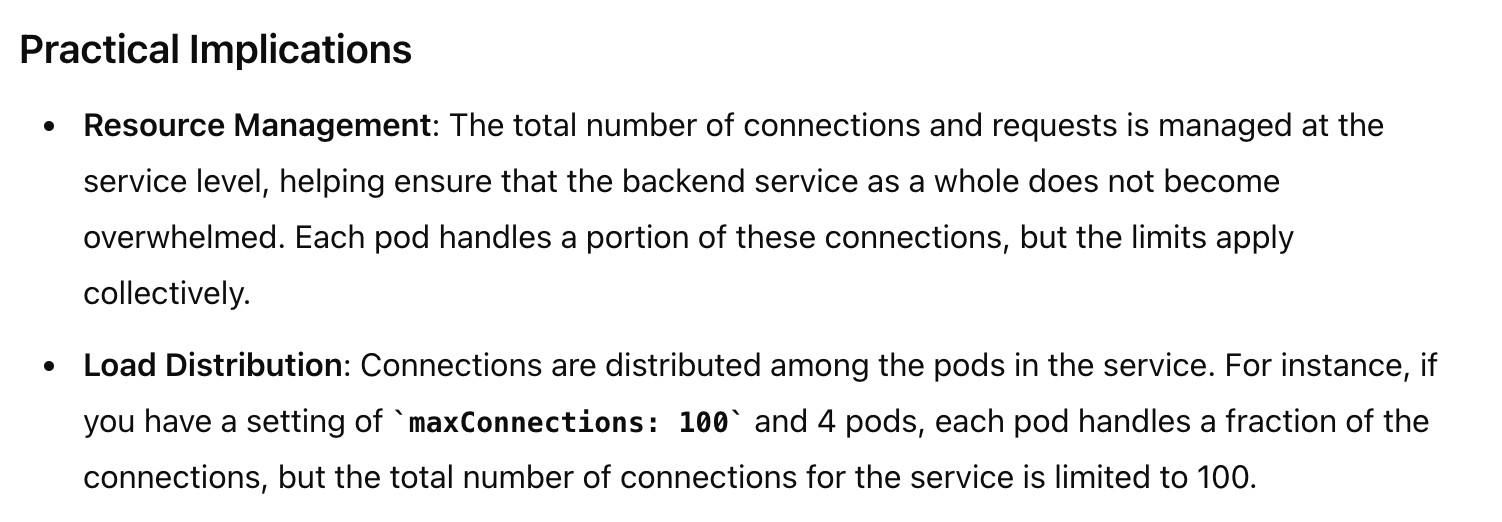 Practical Implications
• Resource Management: The total number of connections and requests is managed at the
service level, helping ensure that the backend service as a whole does not become
overwhelmed. Each pod handles a portion of these connections, but the limits apply
collectively.
• Load Distribution: Connections are distributed among the pods in the service. For instance, if
you have a setting of `maxConnections: 100` and 4 pods, each pod handles a fraction of the
connections, but the total number of connections for the service is limited to 100.